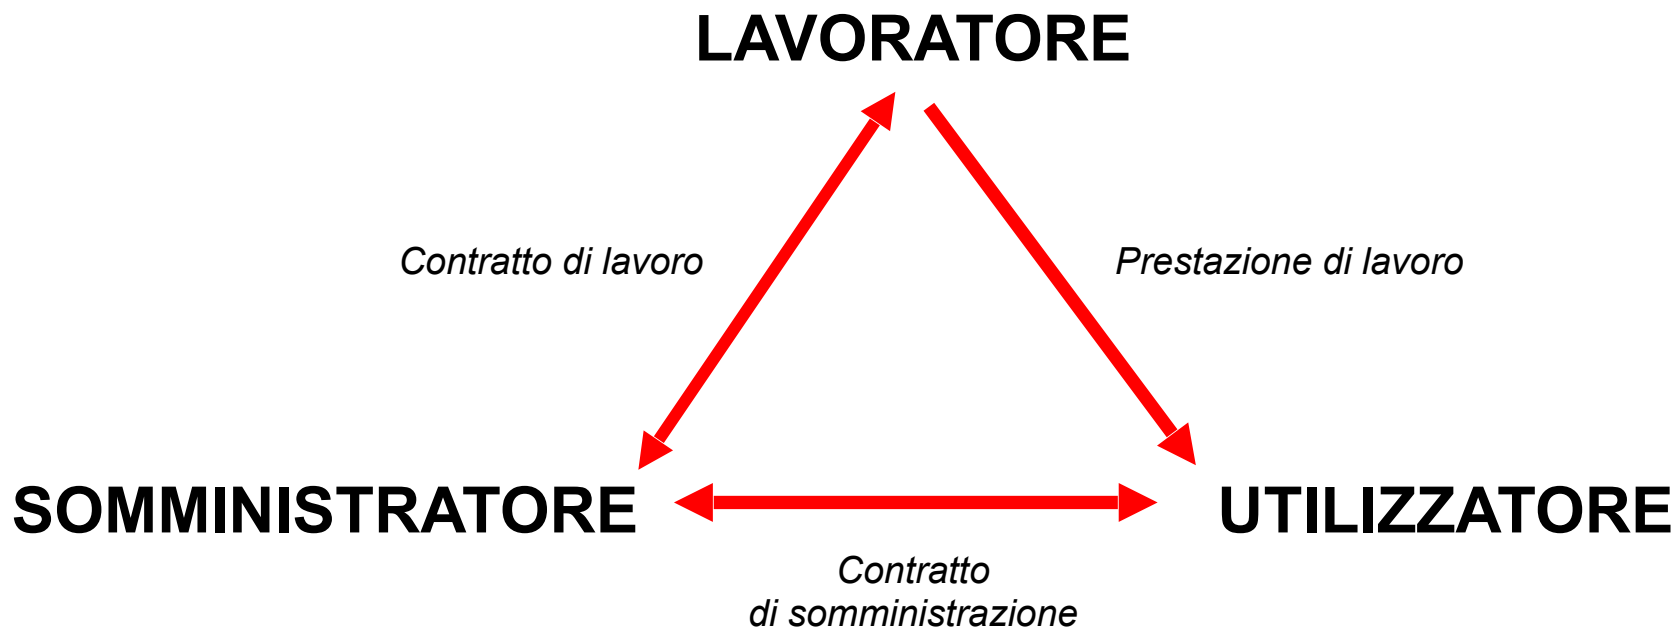 LAVORATORE
Contratto di lavoro
Prestazione di lavoro
SOMMINISTRATORE
UTILIZZATORE
Contratto
di somministrazione